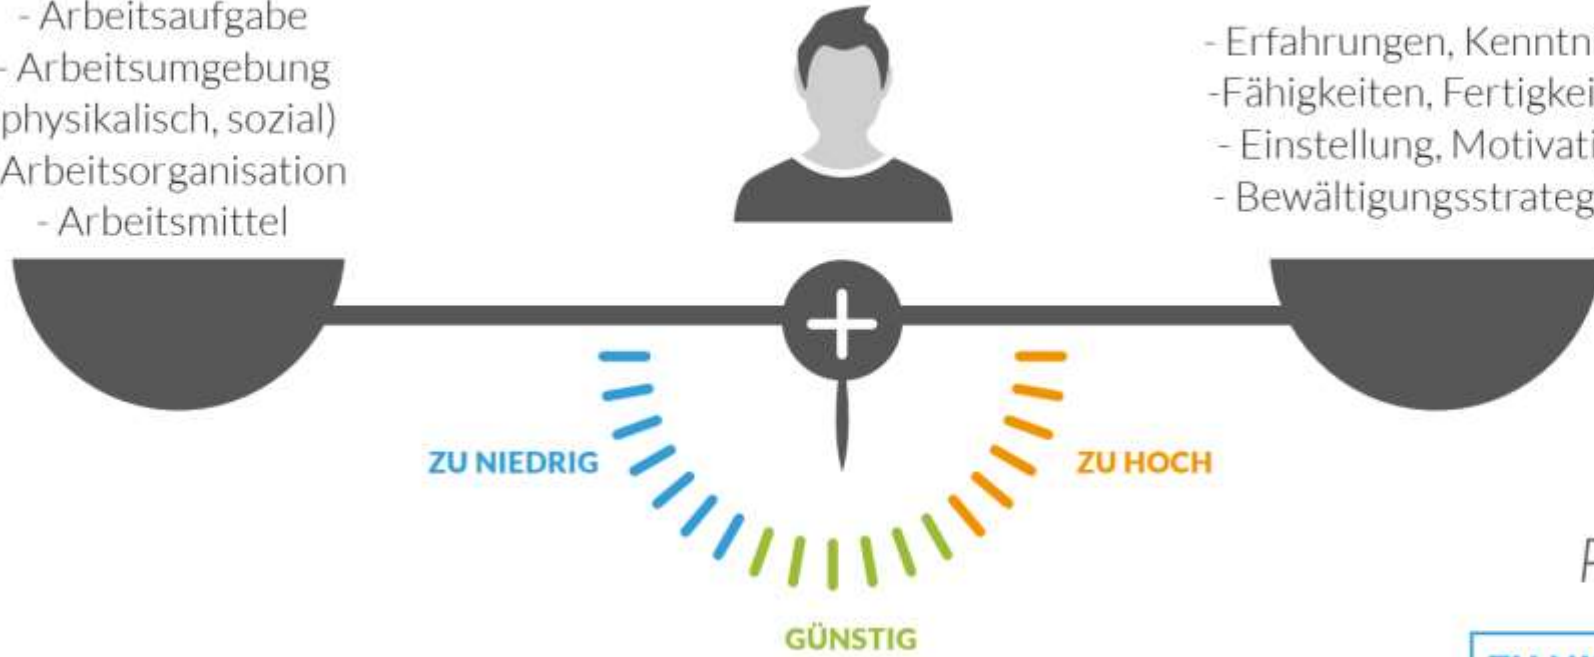 - Arbeitsaufgabe
- Arbeitsumgebung
physikalisch, sozial)
Arbeitsorganisation
- Arbeitsmittel
- Erfahrungen, Kenntn
-Fähigkeiten, Fertigkei
- Einstellung, Motivati
- Bewältigungsstrateg
ZU NIEDRIG
ZU HOCH
GÜNSTIG